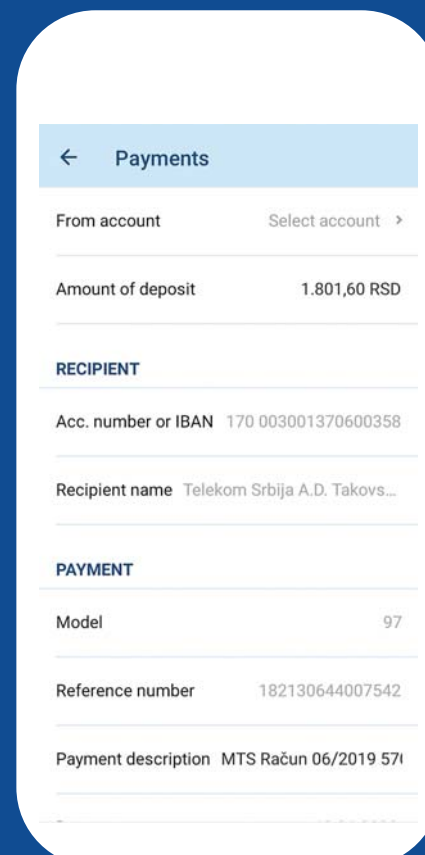 ← Payments
From account Select account >
Amount of deposit 1.801,60 RSD
RECIPIENT
Acc. number or IBAN 170 003001370600358
Recipient name Telekom Srbija A.D. Takovs...
PAYMENT
Model 97
Reference number 182130644007542
Payment description MTS Račun 06/2019 570